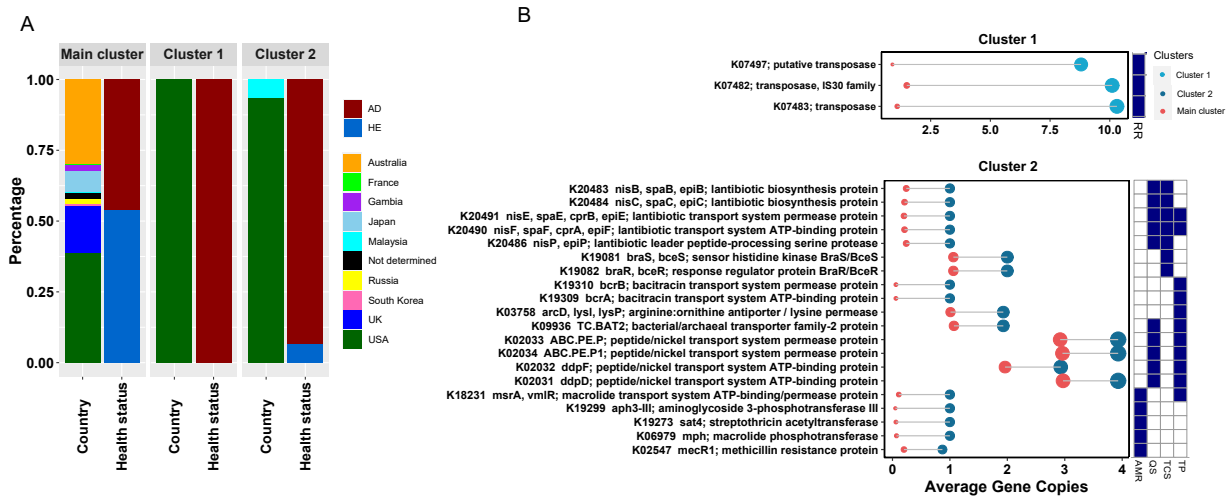 A
Main cluster
Cluster 1
Cluster 2
Percentage
1.00
0.75
0.50
0.25
0.00
Country
Health status
Country
Health status
Country
Health status
AD
HE
Australia
France
Gambia
Japan
Malaysia
Not determined
Russia
South Korea
UK
USA
B
Cluster 1
K07497; putative transposase
K07482; transposase, IS30 family
K07483; transposase
2.5
5.0
7.5
10.0
RR
Clusters
Cluster 1
Cluster 2
Main cluster
Cluster 2
K20483 nisB, spaB, epiB; lantibiotic biosynthesis protein
K20484 nisC, spaC, epiC; lantibiotic biosynthesis protein
K20491 nisE, spaE, cprB, epiE; lantibiotic transport system permease protein
K20490 nisF, spaF, cprA, epiF; lantibiotic transport system ATP-binding protein
K20486 nisP, epiP; lantibiotic leader peptide-processing serine protease
K19081 braS, bceS; sensor histidine kinase BraS/BceS
K19082 braR, bceR; response regulator protein BraR/BceR
K19310 bcrB; bacitracin transport system permease protein
K19309 bcrA; bacitracin transport system ATP-binding protein
K03758 arcD, lysI, lysP; arginine:ornithine antiporter / lysine permease
K09936 TC.BAT2; bacterial/archaeal transporter family-2 protein
K02033 ABC.PE.P; peptide/nickel transport system permease protein
K02034 ABC.PE.P1; peptide/nickel transport system permease protein
K02032 ddpF; peptide/nickel transport system ATP-binding protein
K02031 ddpD; peptide/nickel transport system ATP-binding protein
K18231 msrA, vmlR; macrolide transport system ATP-binding/permease protein
K19299 aph3-III; aminoglycoside 3-phosphotransferase III
K19273 sat4; streptothricin acetyltransferase
K06979 mph; macrolide phosphotransferase
K02547 mecR1; methicillin resistance protein
0
1
2
3
4
Average Gene Copies
AMR
QS
TCS
TP